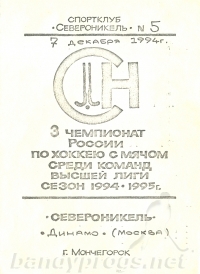 СПОРТКЛУБ
«СЕВЕРОНИКЕЛЬ» № 5
7 декабря 1994г.
СН
3 ЧЕМПИОНАТ
РОССИИ
ПО ХОККЕЮ С МЯЧОМ
СРЕДИ КОМАНД
ВЫСШЕЙ ЛИГИ
СЕЗОН 1994-1995г.
«СЕВЕРОНИКЕЛЬ»
«Динамо» (Москва)
г. МОНЧЕГОРСК
bandyprogs.net